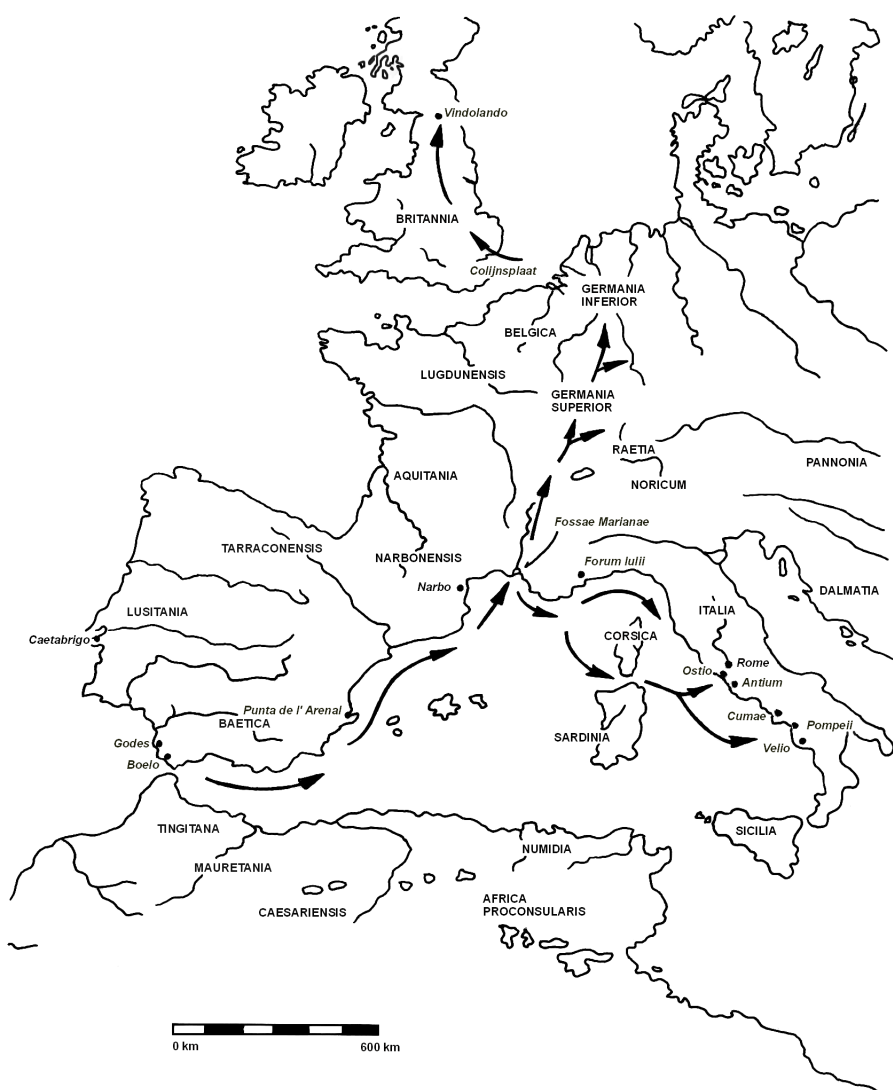 Vindolando
BRITANNIA
Colijnsplaat
GERMANIA
INFERIOR
BELGICA
LUGDUNENSIS
GERMANIA
SUPERIOR
RAETIA
PANNONIA
AQUITANIA
NORICUM
Fossae Marianae
TARRACONENSIS
NARBONENSIS
Forum Iulii
Narbo
DALMATIA
LUSITANIA
ITALIA
Caetabrigo
CORSICA
Rome
Ostio
Antium
Punta de l' Arenal
BAETICA
Cumae
Pompeii
Godes
SARDINIA
Velio
Boelo
TINGITANA
SICILIA
NUMIDIA
MAURETANIA
AFRICA
PROCONSULARIS
CAESARIENSIS
0 km
600 km